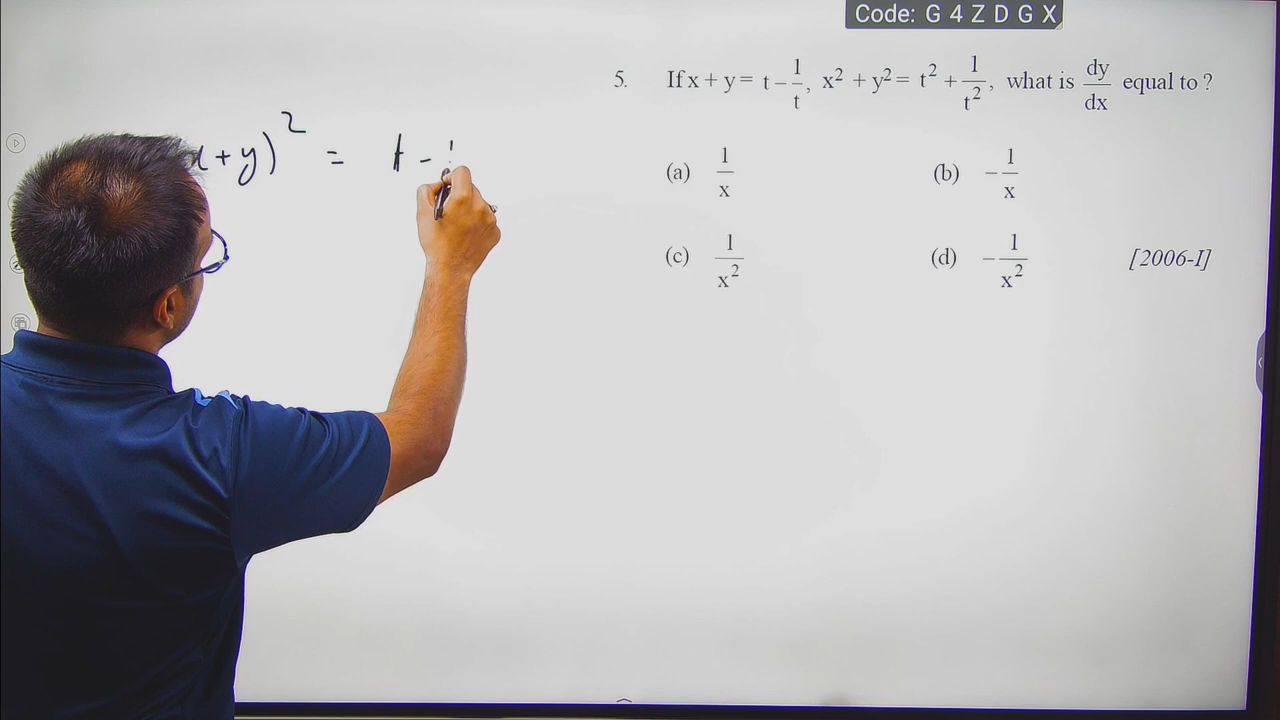 Code: G 4 Z D G X
5. If x + y = t − 1/t, x² + y² = t² + 1/t², what is dy/dx equal to ?
(a) 1/x (b) −1/x
(c) 1/x² (d) −1/x² [2006-I]
x + y)² = t −